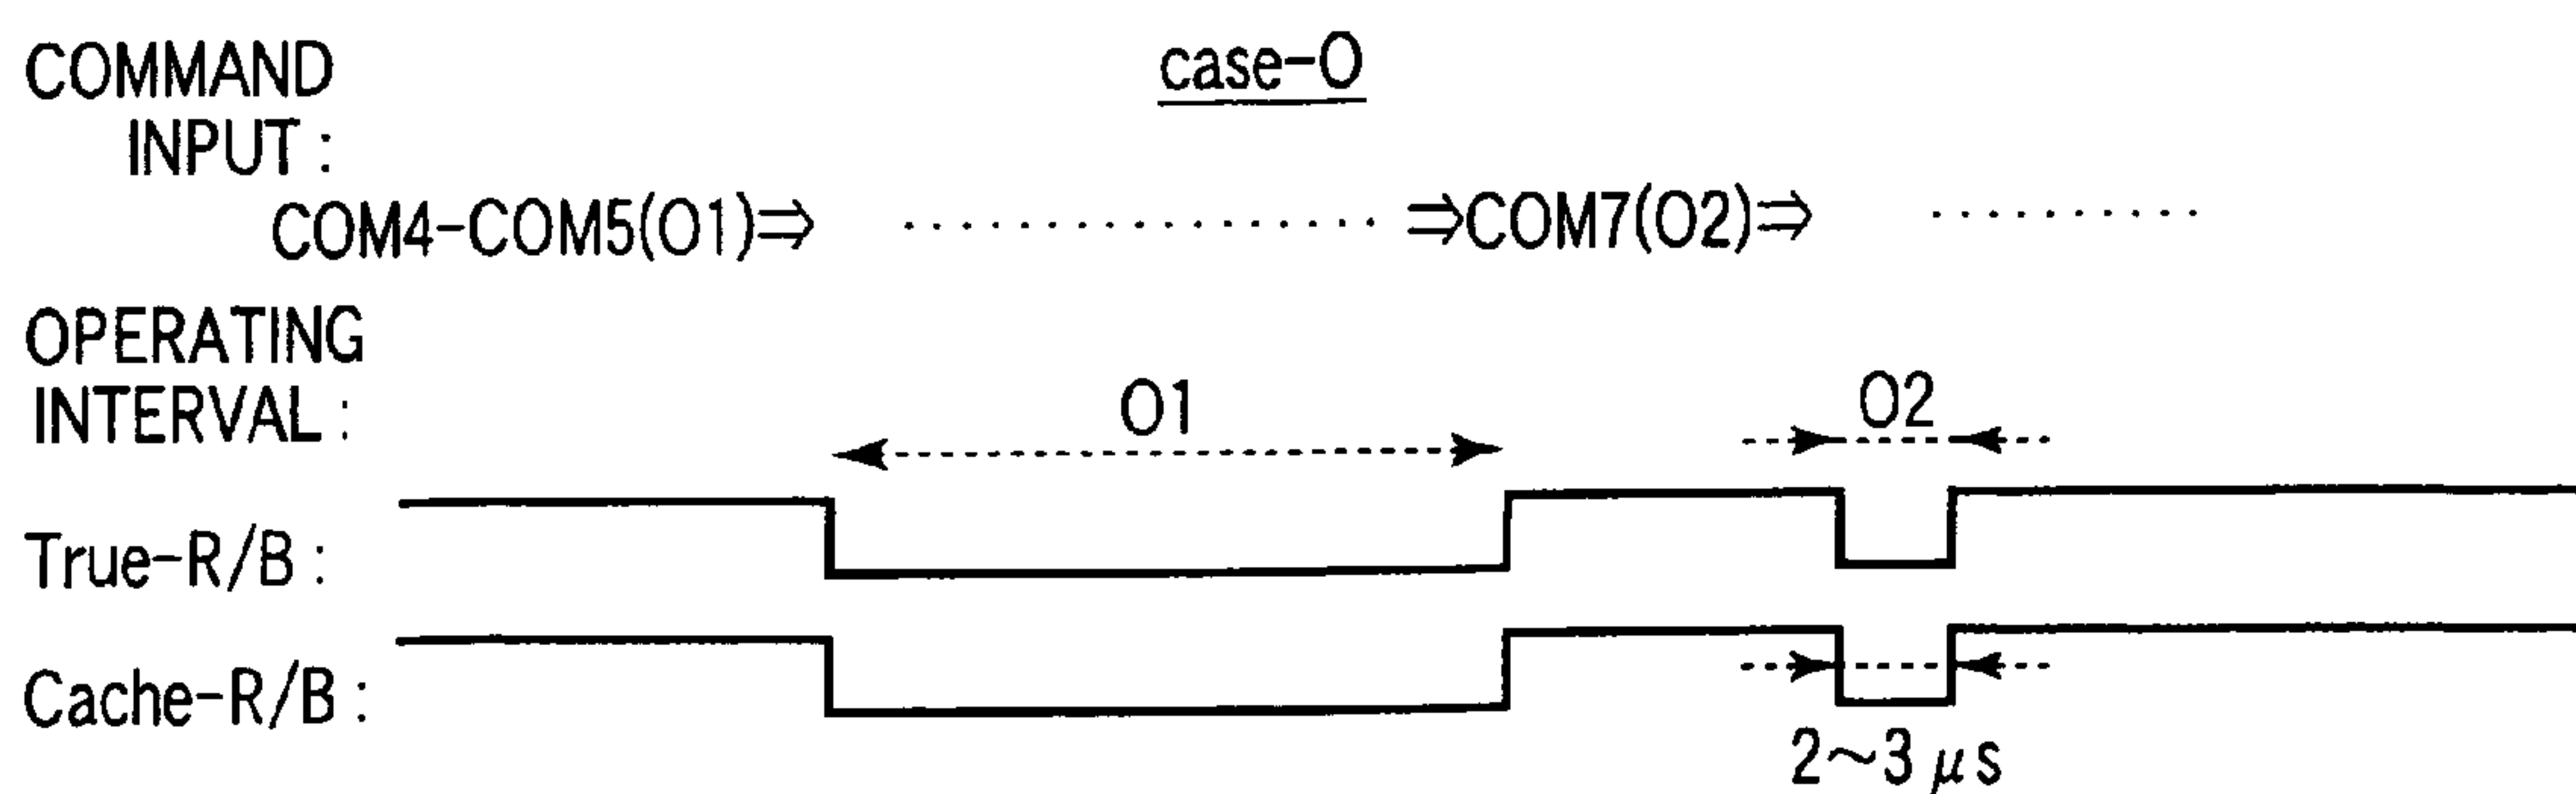 case-O
COMMAND
INPUT :
COM4-COM5(O1)⇒ ················· ⇒COM7(O2)⇒ ··········
OPERATING
INTERVAL :
O1
O2
True-R/B :
Cache-R/B :
2~3 μs